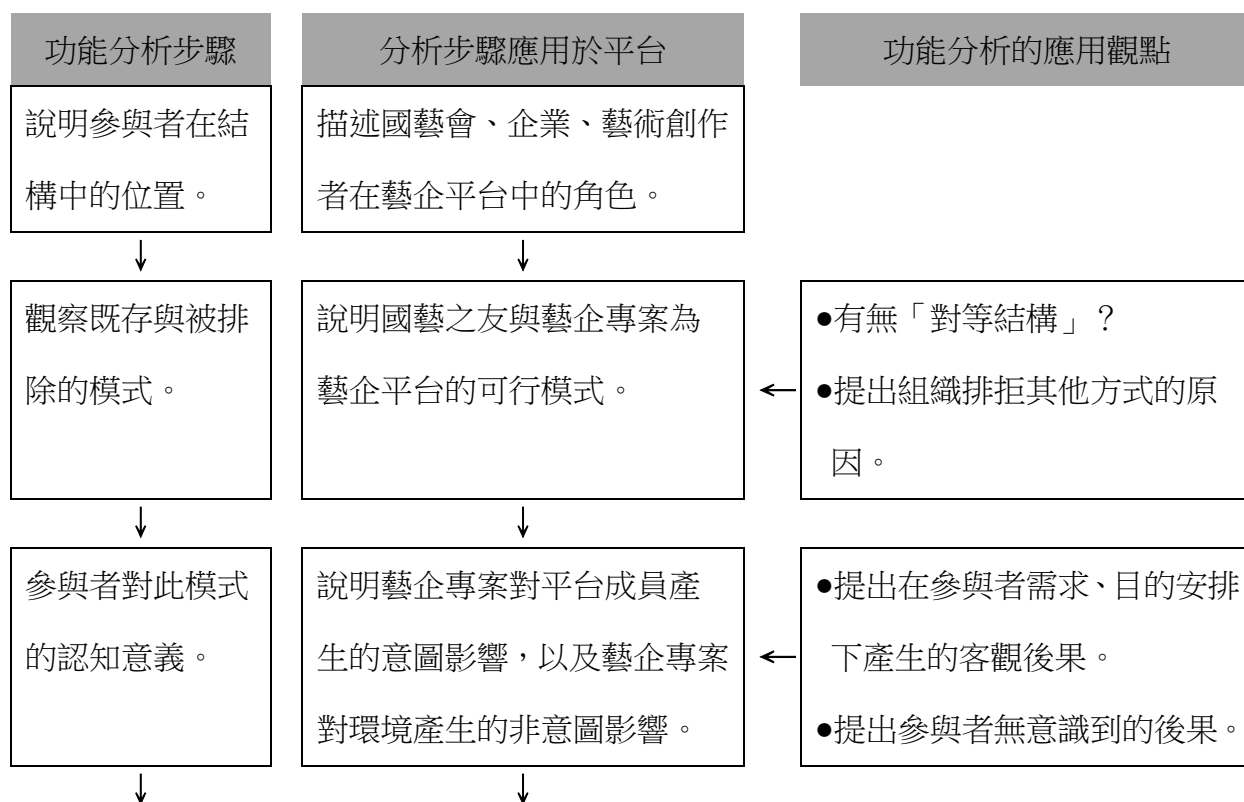 功能分析步驟
分析步驟應用於平台
功能分析的應用觀點
說明參與者在結
構中的位置。
描述國藝會、企業、藝術創作
者在藝企平台中的角色。
觀察既存與被排
除的模式。
說明國藝之友與藝企專案為
藝企平台的可行模式。
●有無「對等結構」？
●提出組織排拒其他方式的原
因。
參與者對此模式
的認知意義。
說明藝企專案對平台成員產
生的意圖影響，以及藝企專案
對環境產生的非意圖影響。
●提出在參與者需求、目的安排
下產生的客觀後果。
●提出參與者無意識到的後果。